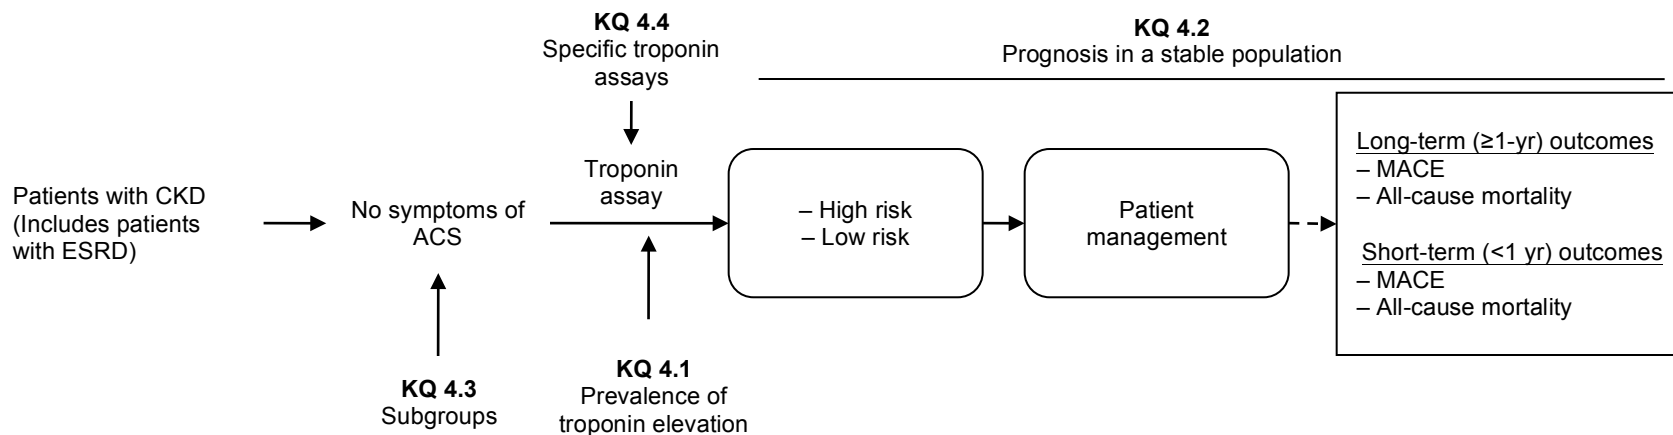 KQ 4.4
Specific troponin
assays
KQ 4.2
Prognosis in a stable population
Patients with CKD
(Includes patients
with ESRD)
No symptoms of
ACS
Troponin
assay
– High risk
– Low risk
Patient
management
Long-term (≥1-yr) outcomes
– MACE
– All-cause mortality
Short-term (<1 yr) outcomes
– MACE
– All-cause mortality
KQ 4.3
Subgroups
KQ 4.1
Prevalence of
troponin elevation